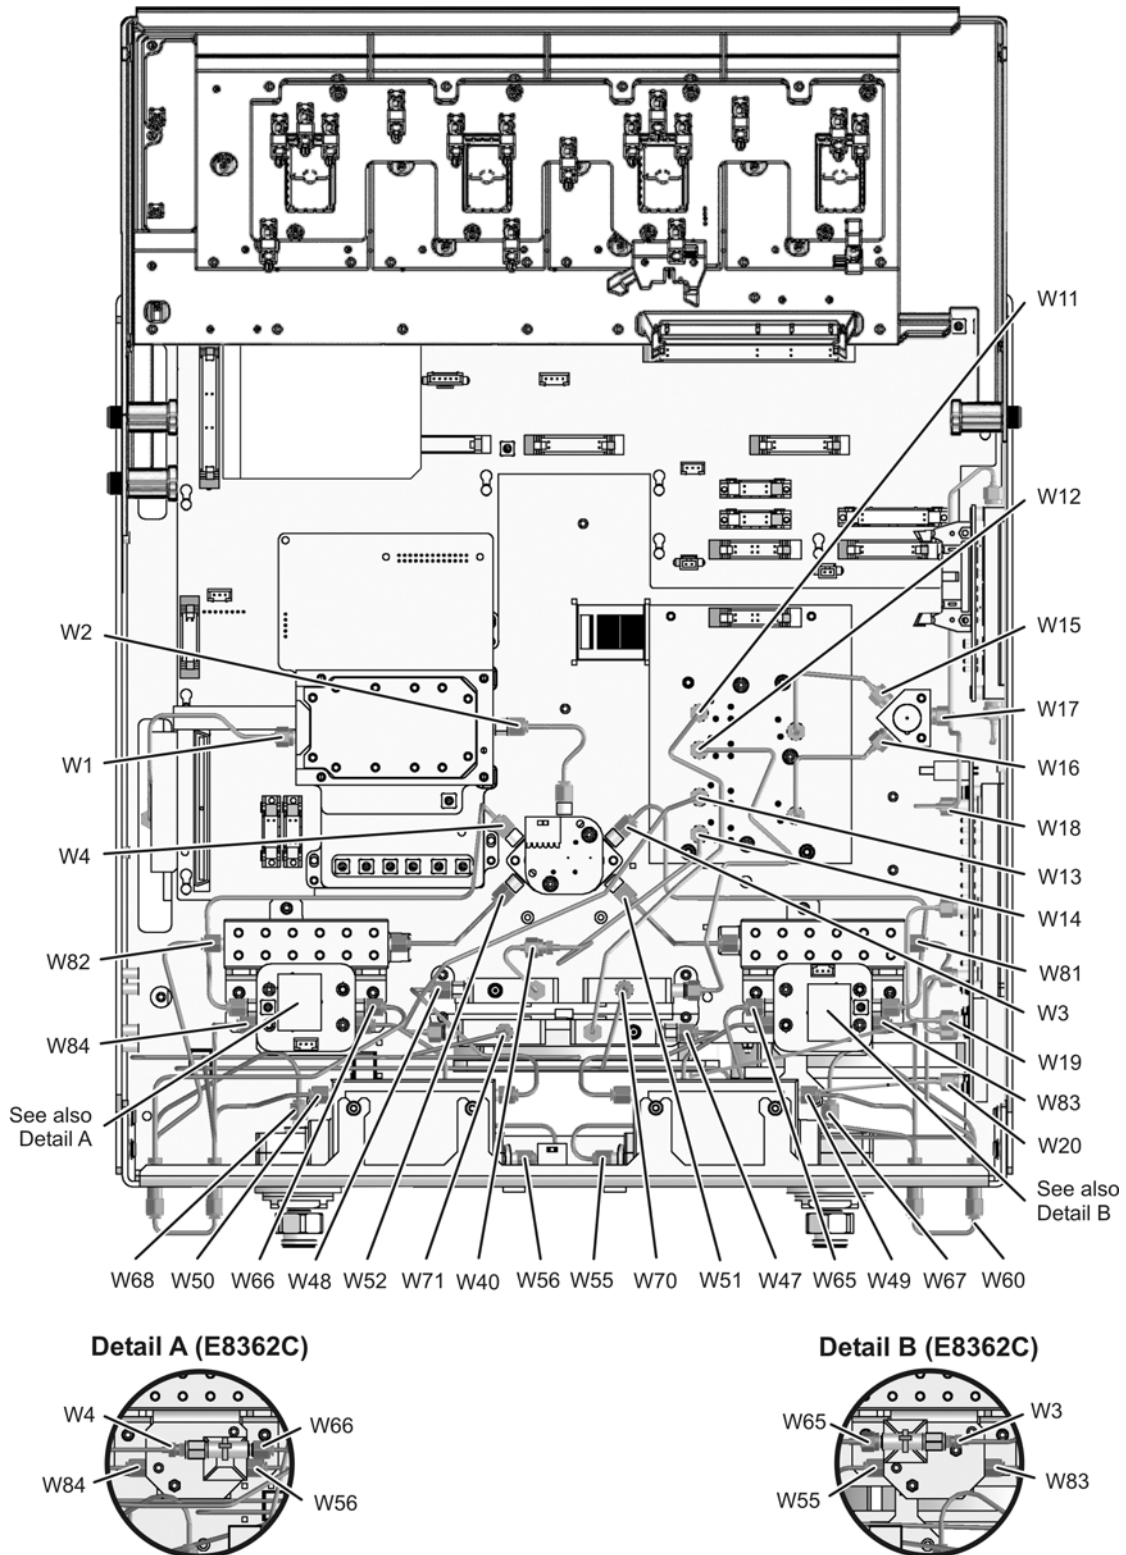 W11
W12
W2
W15
W17
W1
W16
W18
W4
W13
W14
W82
W81
W3
W84
W19
See also
Detail A
W83
W20
See also
Detail B
W68 W50 W66 W48 W52 W71 W40 W56 W55 W70 W51 W47 W65 W49 W67 W60
Detail A (E8362C)
W4
W66
W84
W56
Detail B (E8362C)
W65
W3
W55
W83